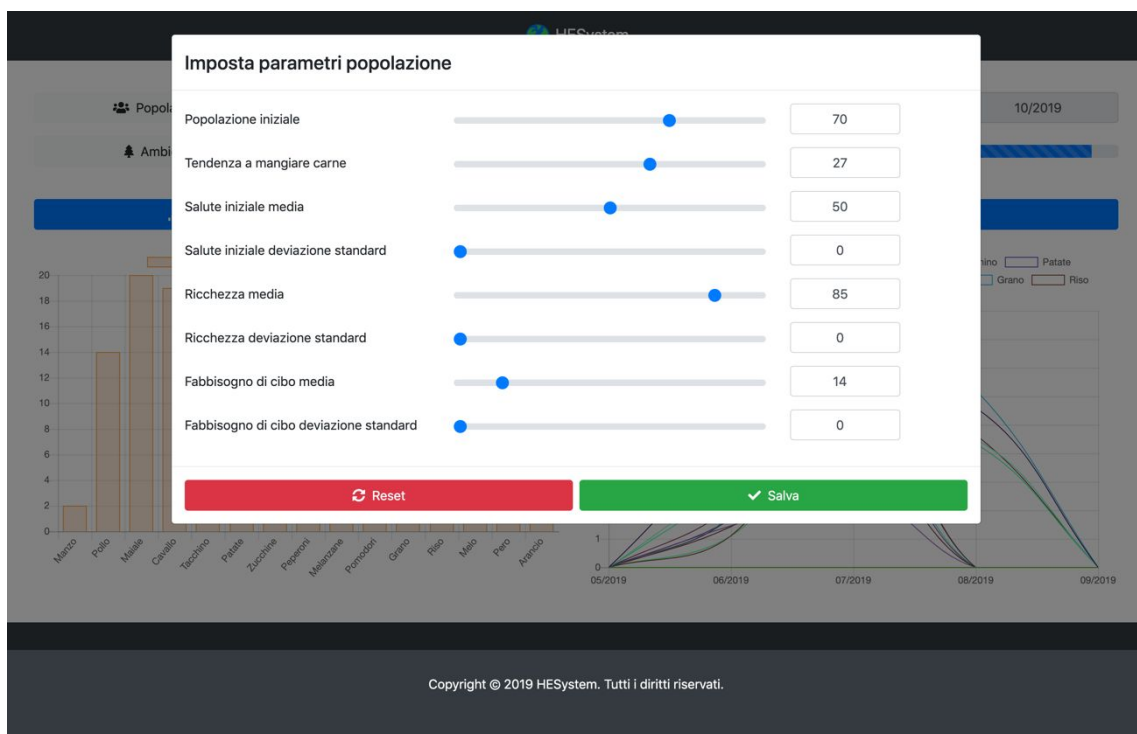 HESystem
Imposta parametri popolazione
Popol
10/2019
Ambi
Popolazione iniziale 70
Tendenza a mangiare carne 27
Salute iniziale media 50
Salute iniziale deviazione standard 0
Ricchezza media 85
Ricchezza deviazione standard 0
Fabbisogno di cibo media 14
Fabbisogno di cibo deviazione standard 0
Reset
Salva
20
18
16
14
12
10
8
6
4
2
0
Manzo Pollo Maiale Cavallo Tacchino Patate Zucchine Peperoni Melanzane Pomodori Grano Riso Melo Pero Arancio
Patate
Grano Riso
1
0
05/2019 06/2019 07/2019 08/2019 09/2019
Copyright © 2019 HESystem. Tutti i diritti riservati.